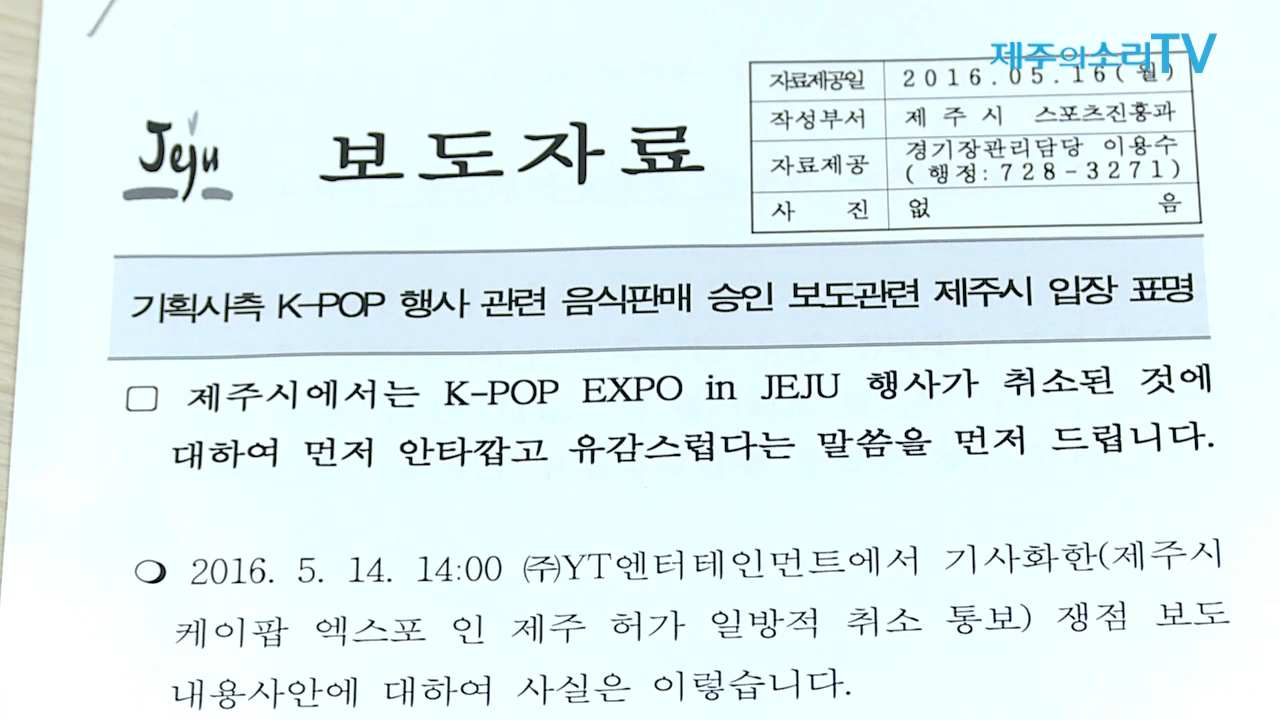 제주의소리TV
Jeju
보도자료
자료제공일 2016.05.16(월)
작성부서 제주시 스포츠진흥과
자료제공 경기장관리담당 이용수
(행정:728-3271)
사 진 없 음
기획사측 K-POP 행사 관련 음식판매 승인 보도관련 제주시 입장 표명
□ 제주시에서는 K-POP EXPO in JEJU 행사가 취소된 것에
대하여 먼저 안타깝고 유감스럽다는 말씀을 먼저 드립니다.
❍ 2016. 5. 14. 14:00 ㈜YT엔터테인먼트에서 기사화한(제주시
케이팝 엑스포 인 제주 허가 일방적 취소 통보) 쟁점 보도
내용사안에 대하여 사실은 이렇습니다.